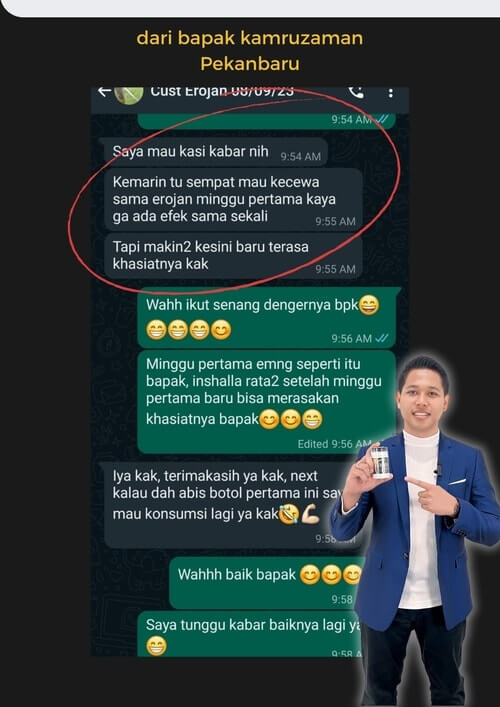 dari bapak kamruzaman
Pekanbaru
Cust Erojan 08/09/23
9:54 AM
Saya mau kasi kabar nih
9:54 AM
Kemarin tu sempat mau kecewa
sama erojan minggu pertama kaya
ga ada efek sama sekali
9:55 AM
Tapi makin2 kesini baru terasa
khasiatnya kak
9:55 AM
Wahh ikut senang dengernya bpk😄
😁😁😁😊
9:56 AM
Minggu pertama emng seperti itu
bapak, inshalla rata2 setelah minggu
pertama baru bisa merasakan
khasiatnya bapak😊😊😁
Edited 9:56 AM
Iya kak, terimakasih ya kak, next
kalau dah abis botol pertama ini
mau konsumsi lagi ya kak🤣💪🏻
9:58
Wahhh baik bapak 😊😊😊
9:58
Saya tunggu kabar baiknya lagi
😁
9:58 A